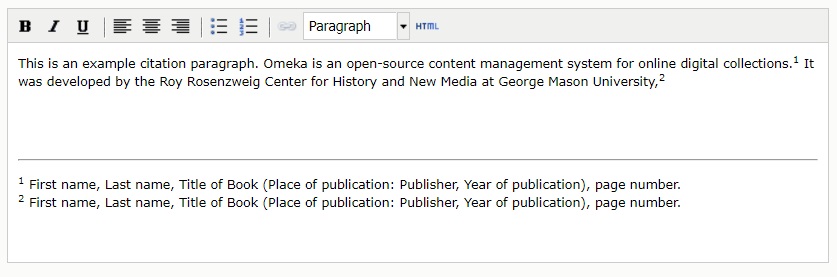 B I U Paragraph HTML
This is an example citation paragraph. Omeka is an open-source content management system for online digital collections.¹ It
was developed by the Roy Rosenzweig Center for History and New Media at George Mason University,²
¹ First name, Last name, Title of Book (Place of publication: Publisher, Year of publication), page number.
² First name, Last name, Title of Book (Place of publication: Publisher, Year of publication), page number.